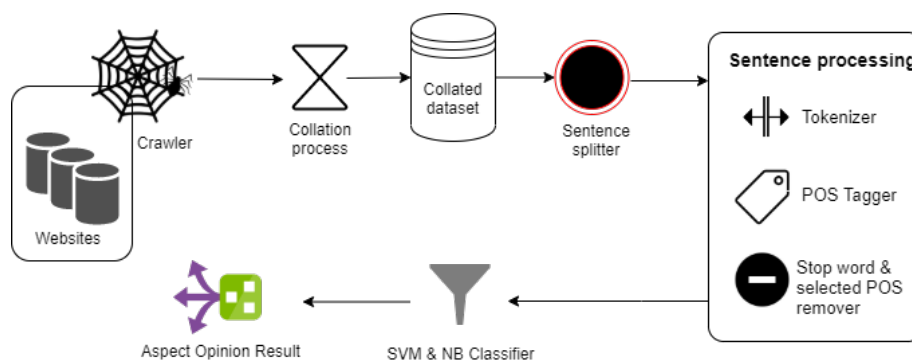 Websites
Crawler
Collation
process
Collated
dataset
Sentence
splitter
Sentence processing
Tokenizer
POS Tagger
Stop word &
selected POS
remover
SVM & NB Classifier
Aspect Opinion Result